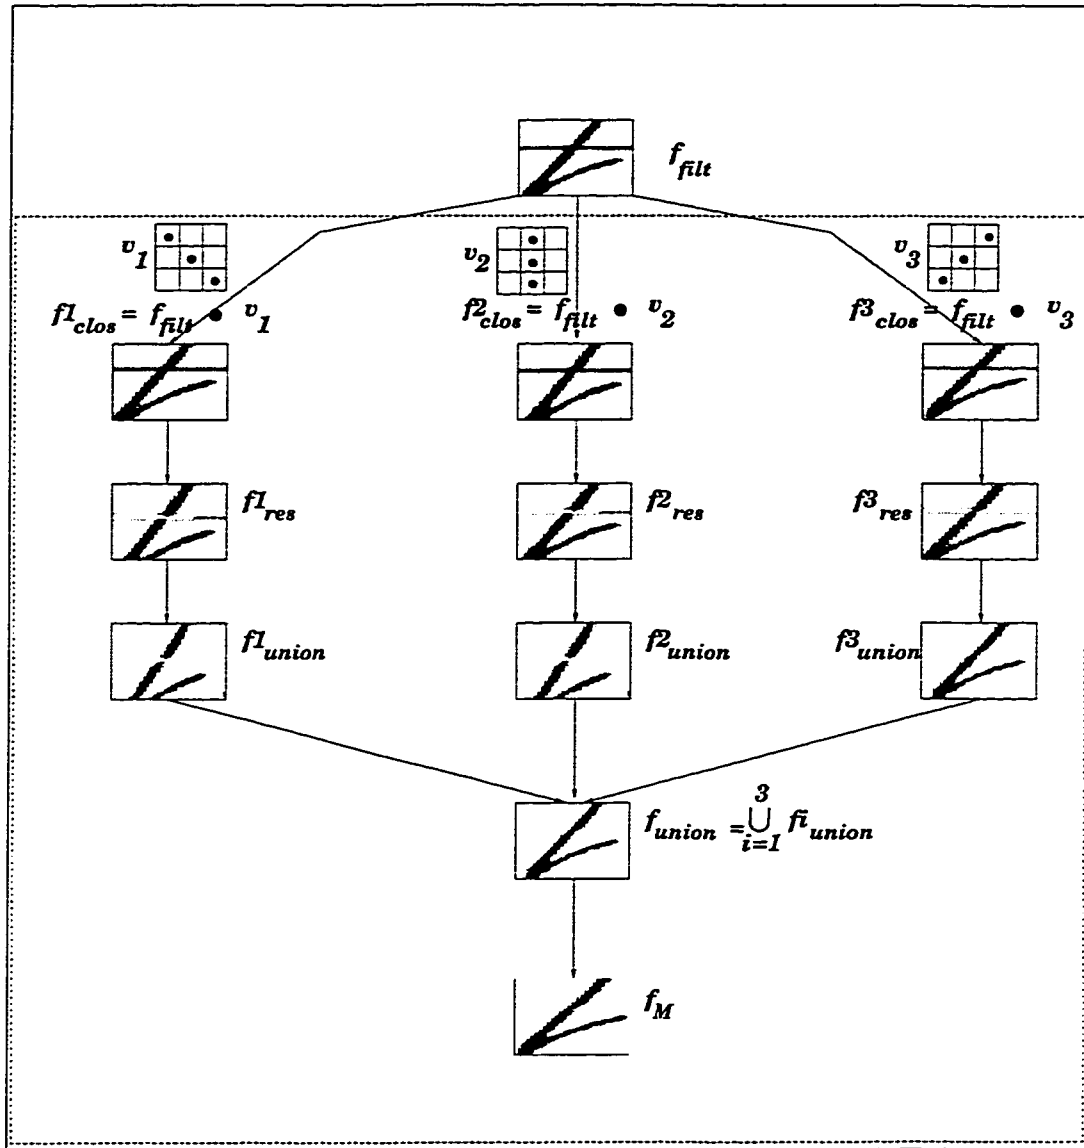 f_filt
v_1
v_2
v_3
f1_clos = f_filt • v_1
f2_clos = f_filt • v_2
f3_clos = f_filt • v_3
f1_res
f2_res
f3_res
f1_union
f2_union
f3_union
f_union = ⋃_{i=1}^{3} fi_union
f_M